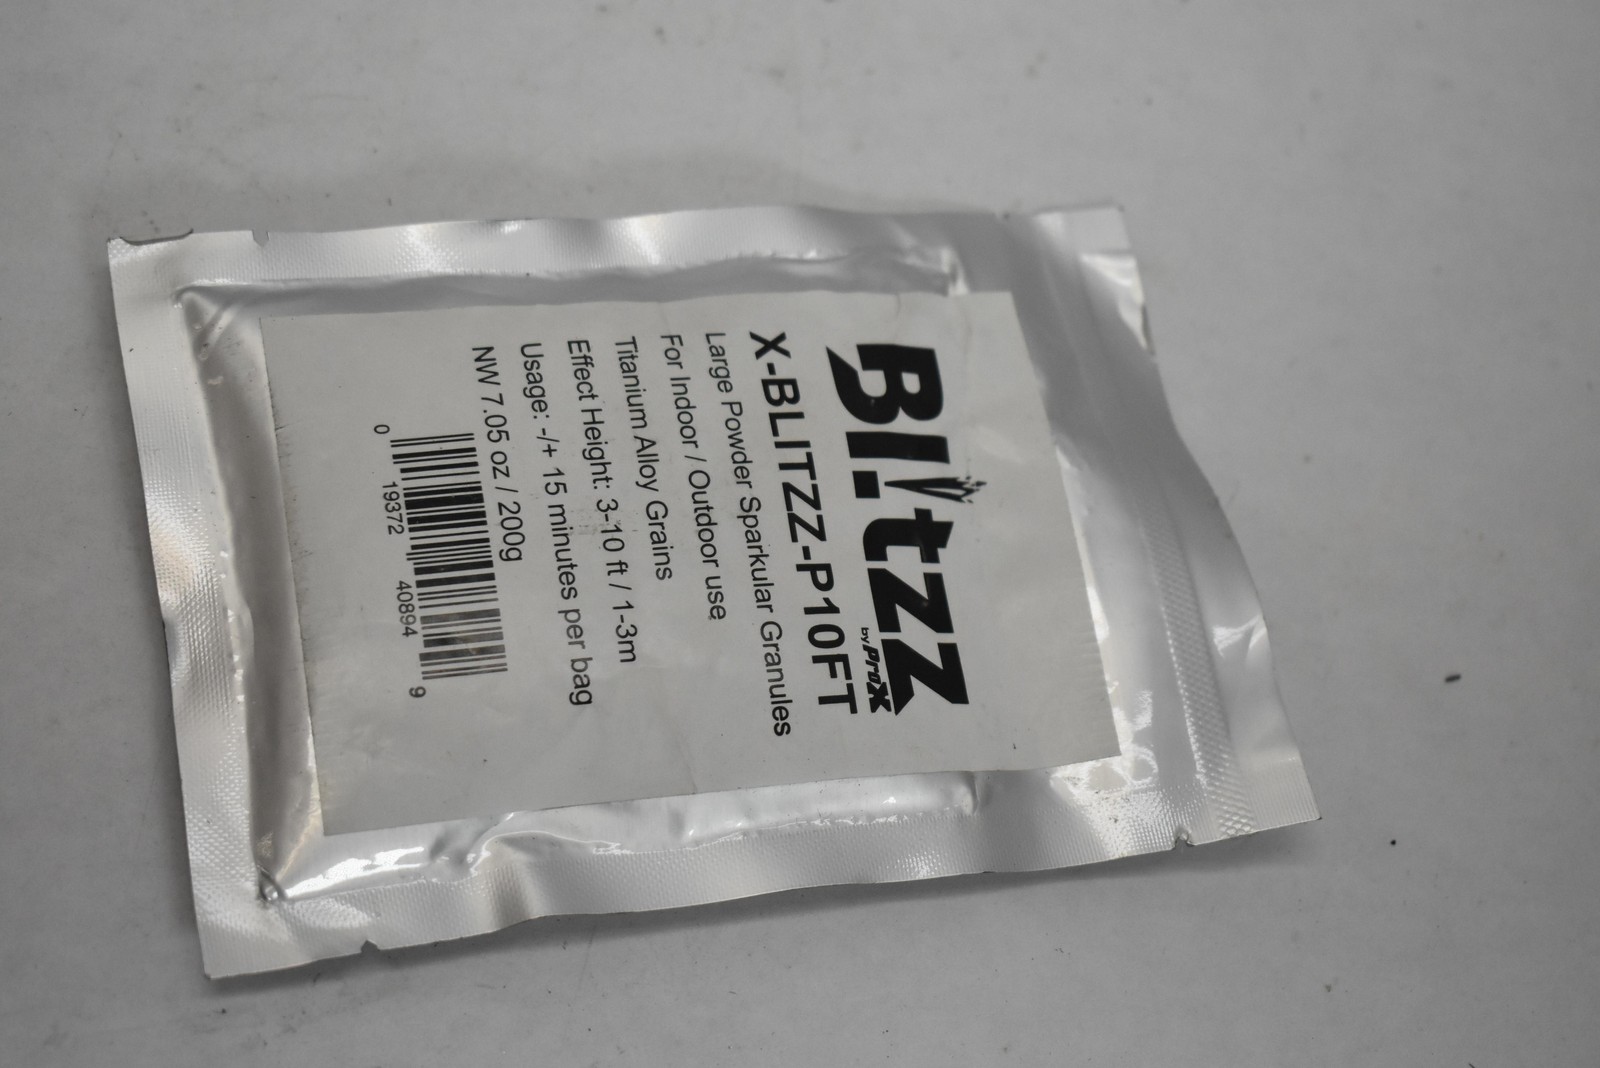 Bl!tzz
by ProX
X-BLITZZ-P10FT
Large Powder Sparkular Granules
For Indoor / Outdoor use
Titanium Alloy Grains
Effect Height: 3-10 ft / 1-3m
Usage: -/+ 15 minutes per bag
NW 7.05 oz / 200g
0 19372 40894 9